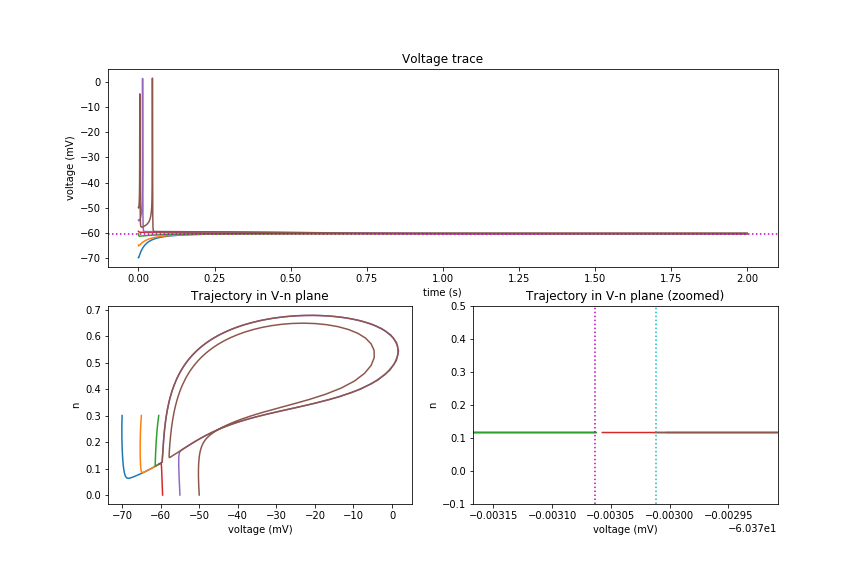 Voltage trace
voltage (mV)
0
−10
−20
−30
−40
−50
−60
−70
0.00 0.25 0.50 0.75 1.00 1.25 1.50 1.75 2.00
time (s)
Trajectory in V-n plane
n
0.7
0.6
0.5
0.4
0.3
0.2
0.1
0.0
−70 −60 −50 −40 −30 −20 −10 0
voltage (mV)
Trajectory in V-n plane (zoomed)
n
0.5
0.4
0.3
0.2
0.1
0.0
−0.1
−0.00315 −0.00310 −0.00305 −0.00300 −0.00295
voltage (mV)
−6.037e1